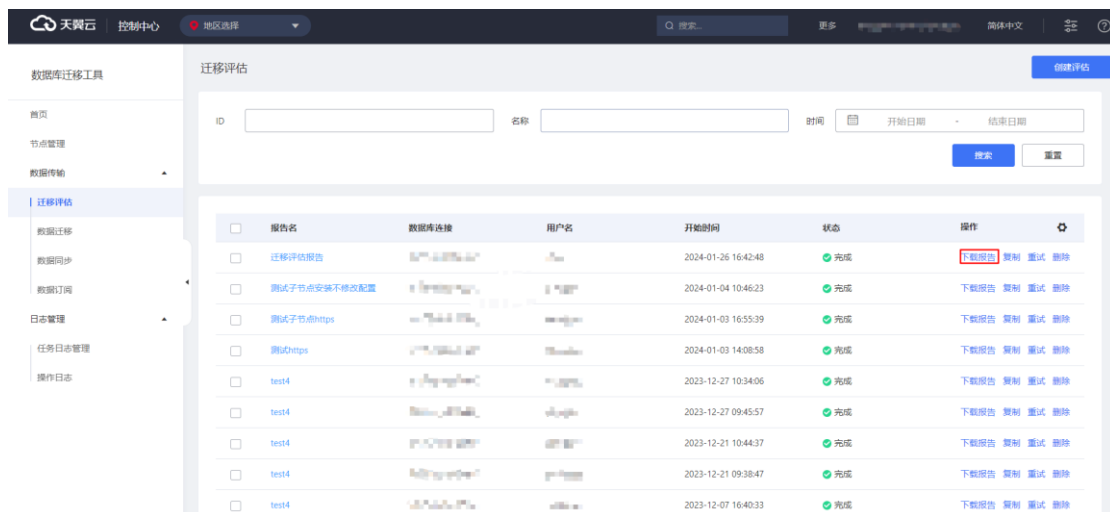 天翼云 控制中心 地区选择 搜索... 更多 简体中文
数据库迁移工具
首页
节点管理
数据传输
迁移评估
数据迁移
数据同步
数据订阅
日志管理
任务日志管理
操作日志
迁移评估 创建评估
ID 名称 时间 开始日期 - 结束日期
搜索 重置
报告名 数据库连接 用户名 开始时间 状态 操作
迁移评估报告 2024-01-26 16:42:48 完成 下载报告 复制 重试 删除
测试子节点安装不修改配置 2024-01-04 10:46:23 完成 下载报告 复制 重试 删除
测试子节点https 2024-01-03 16:55:39 完成 下载报告 复制 重试 删除
测试https 2024-01-03 14:08:58 完成 下载报告 复制 重试 删除
test4 2023-12-27 10:34:06 完成 下载报告 复制 重试 删除
test4 2023-12-27 09:45:57 完成 下载报告 复制 重试 删除
test4 2023-12-21 10:44:37 完成 下载报告 复制 重试 删除
test4 2023-12-21 09:38:47 完成 下载报告 复制 重试 删除
test4 2023-12-07 16:40:33 完成 下载报告 复制 重试 删除